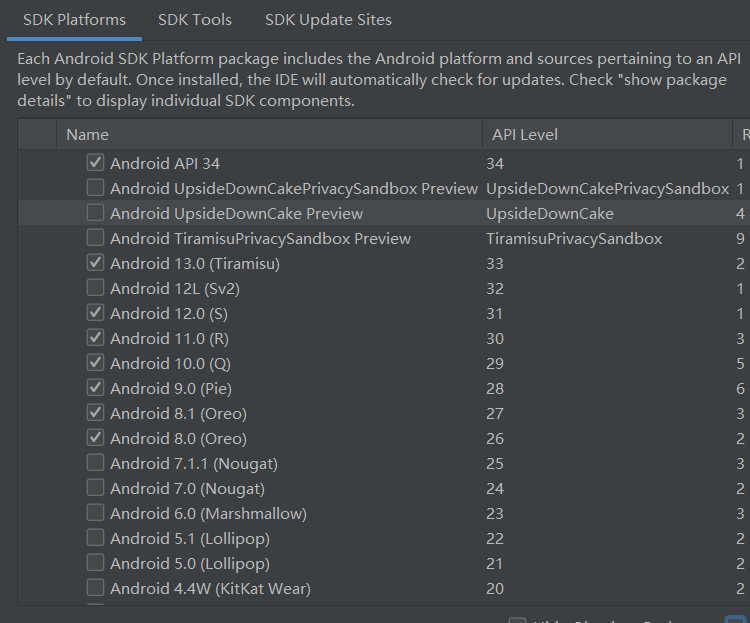 SDK Platforms SDK Tools SDK Update Sites
Each Android SDK Platform package includes the Android platform and sources pertaining to an API
level by default. Once installed, the IDE will automatically check for updates. Check "show package
details" to display individual SDK components.
Name API Level R
Android API 34 34 1
Android UpsideDownCakePrivacySandbox Preview UpsideDownCakePrivacySandbox 1
Android UpsideDownCake Preview UpsideDownCake 4
Android TiramisuPrivacySandbox Preview TiramisuPrivacySandbox 9
Android 13.0 (Tiramisu) 33 2
Android 12L (Sv2) 32 1
Android 12.0 (S) 31 1
Android 11.0 (R) 30 3
Android 10.0 (Q) 29 5
Android 9.0 (Pie) 28 6
Android 8.1 (Oreo) 27 3
Android 8.0 (Oreo) 26 2
Android 7.1.1 (Nougat) 25 3
Android 7.0 (Nougat) 24 2
Android 6.0 (Marshmallow) 23 3
Android 5.1 (Lollipop) 22 2
Android 5.0 (Lollipop) 21 2
Android 4.4W (KitKat Wear) 20 2